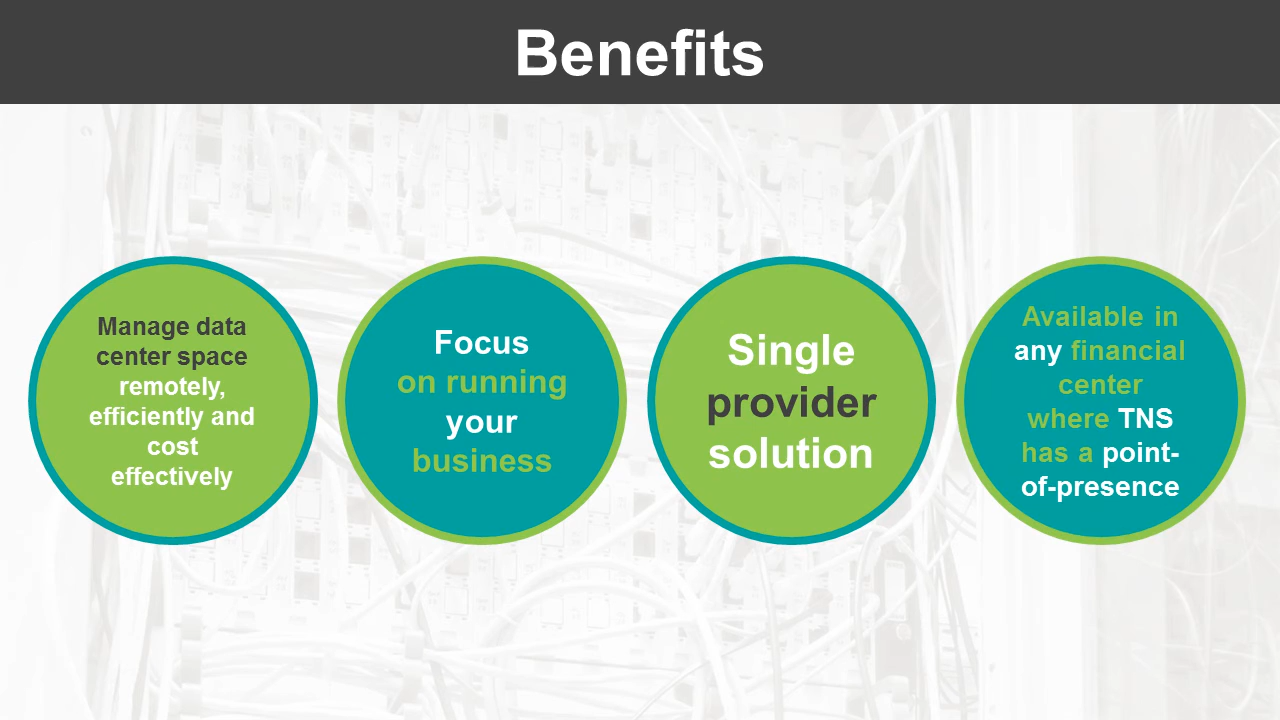 Benefits
Manage data
center space
remotely,
efficiently and
cost
effectively
Focus
on running
your
business
Single
provider
solution
Available in
any financial
center
where TNS
has a point-
of-presence